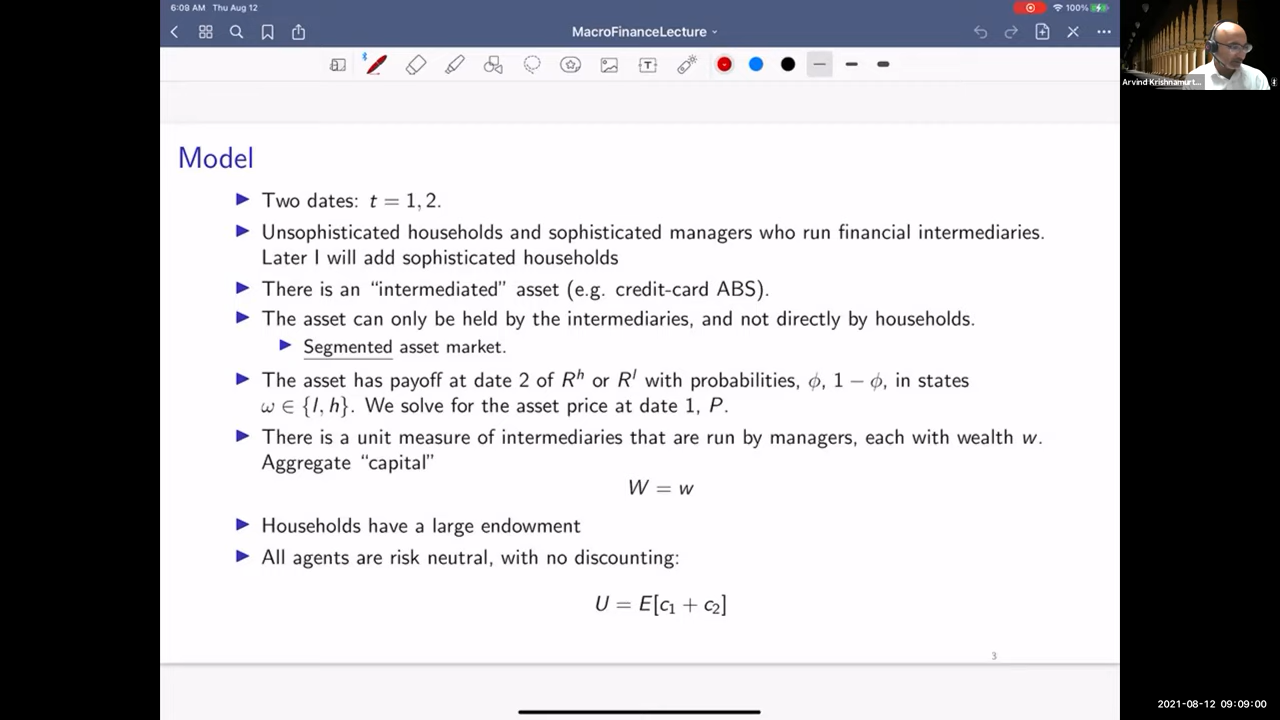 6:09 AM Thu Aug 12
100%
MacroFinanceLecture
T
Arvind Krishnamurt...
Model
Two dates: t = 1, 2.
Unsophisticated households and sophisticated managers who run financial intermediaries.
Later I will add sophisticated households
There is an “intermediated” asset (e.g. credit-card ABS).
The asset can only be held by the intermediaries, and not directly by households.
Segmented asset market.
The asset has payoff at date 2 of R^h or R^l with probabilities, ϕ, 1 − ϕ, in states
ω ∈ {l, h}. We solve for the asset price at date 1, P.
There is a unit measure of intermediaries that are run by managers, each with wealth w.
Aggregate “capital”
W = w
Households have a large endowment
All agents are risk neutral, with no discounting:
U = E[c₁ + c₂]
3
2021-08-12 09:09:00